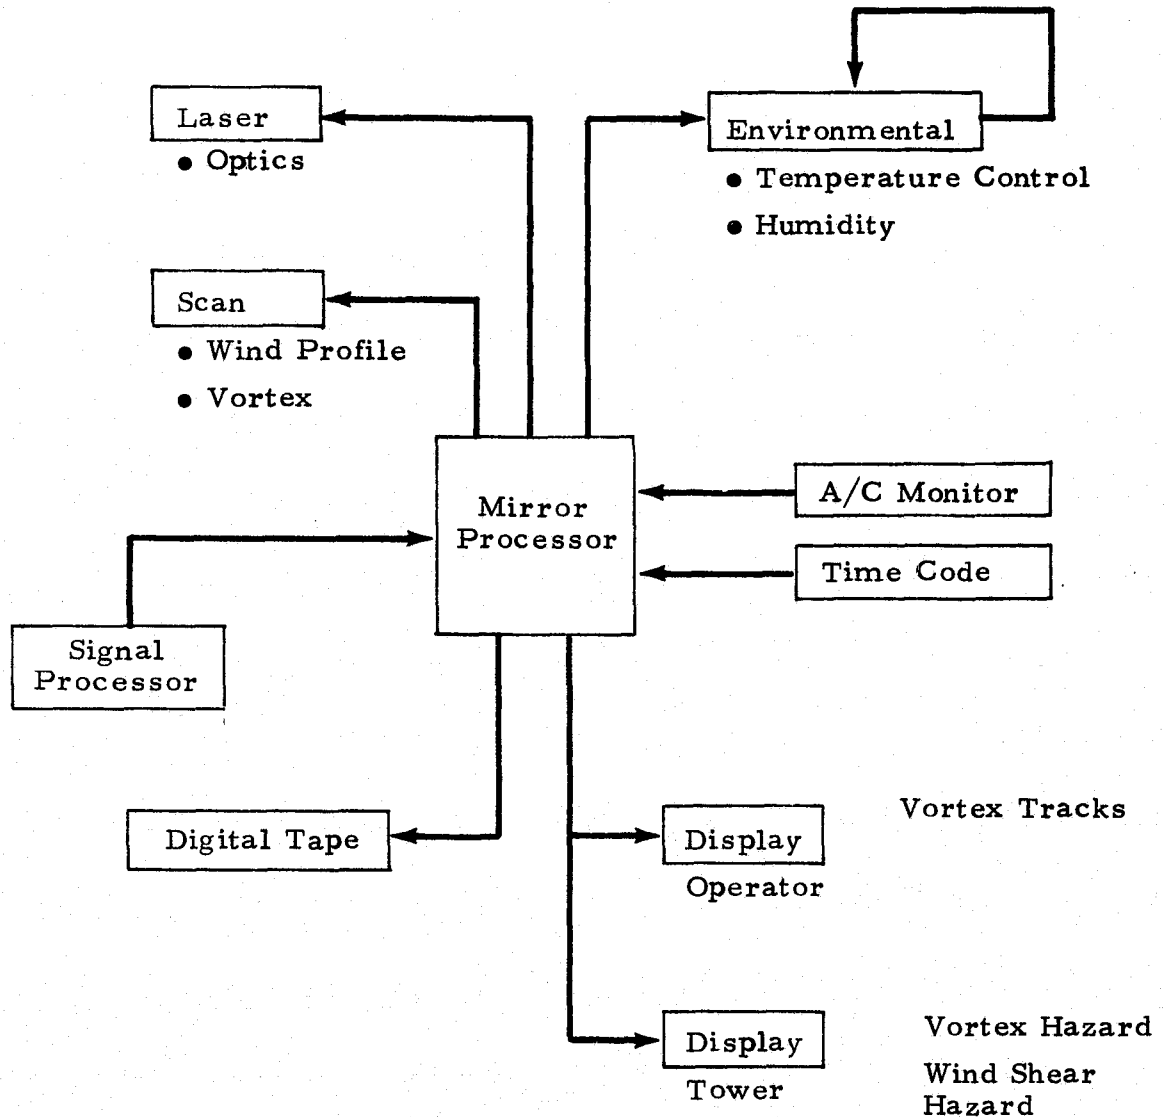 Laser
• Optics
Environmental
• Temperature Control
• Humidity
Scan
• Wind Profile
• Vortex
Mirror
Processor
A/C Monitor
Time Code
Signal
Processor
Digital Tape
Display
Operator
Vortex Tracks
Display
Tower
Vortex Hazard
Wind Shear
Hazard